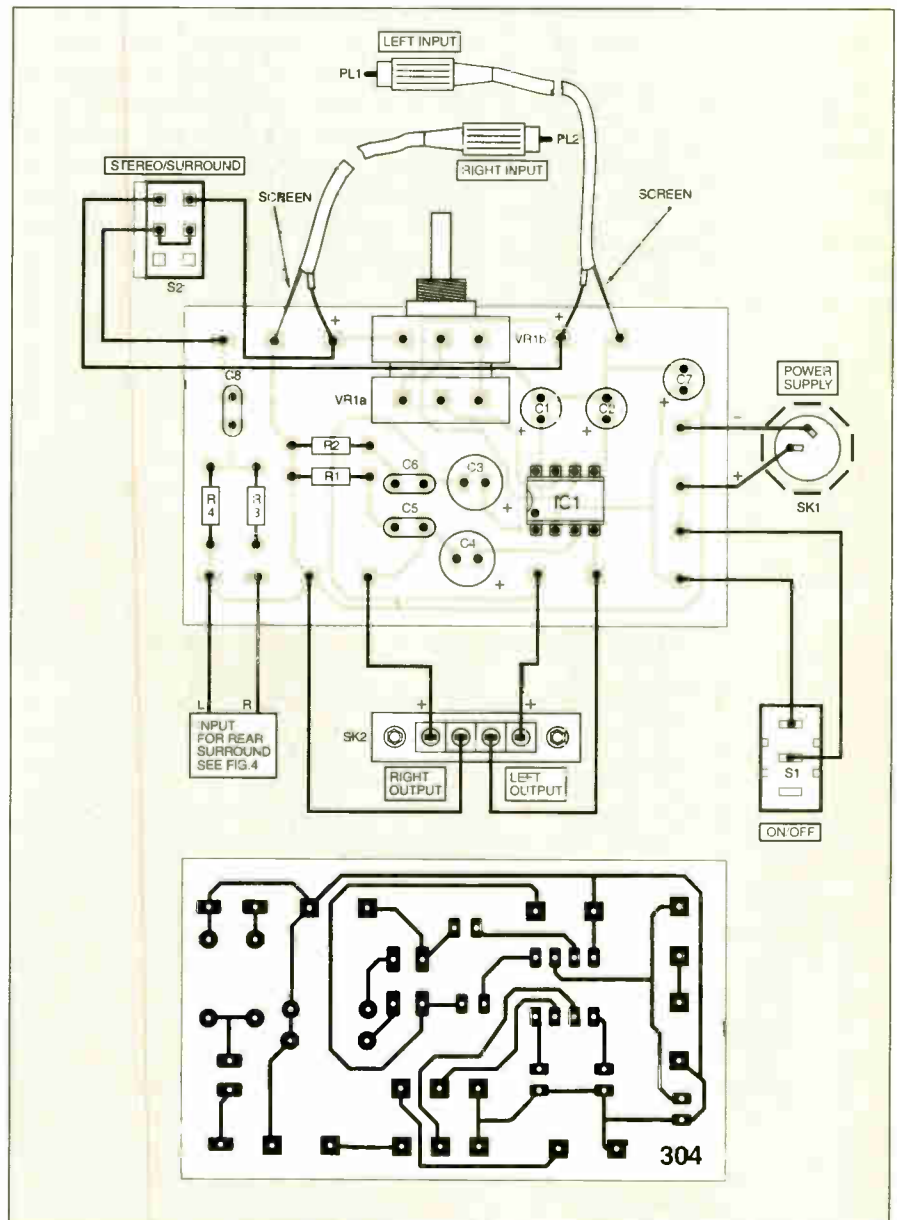 LEFT INPUT
PL1
PL2
RIGHT INPUT
STEREO/SURROUND
SCREEN
SCREEN
S2
+
+
VR1b
POWER
SUPPLY
C8
VR1a
C7
C1
C2
+
+
+
−
R2
R1
C6
C3
+
R
4
R
3
IC1
C5
SK1
C4
+
+
L
R
+
+
INPUT
FOR REAR
SURROUND
SEE FIG.4
SK2
S1
RIGHT
OUTPUT
LEFT
OUTPUT
ON/OFF
304